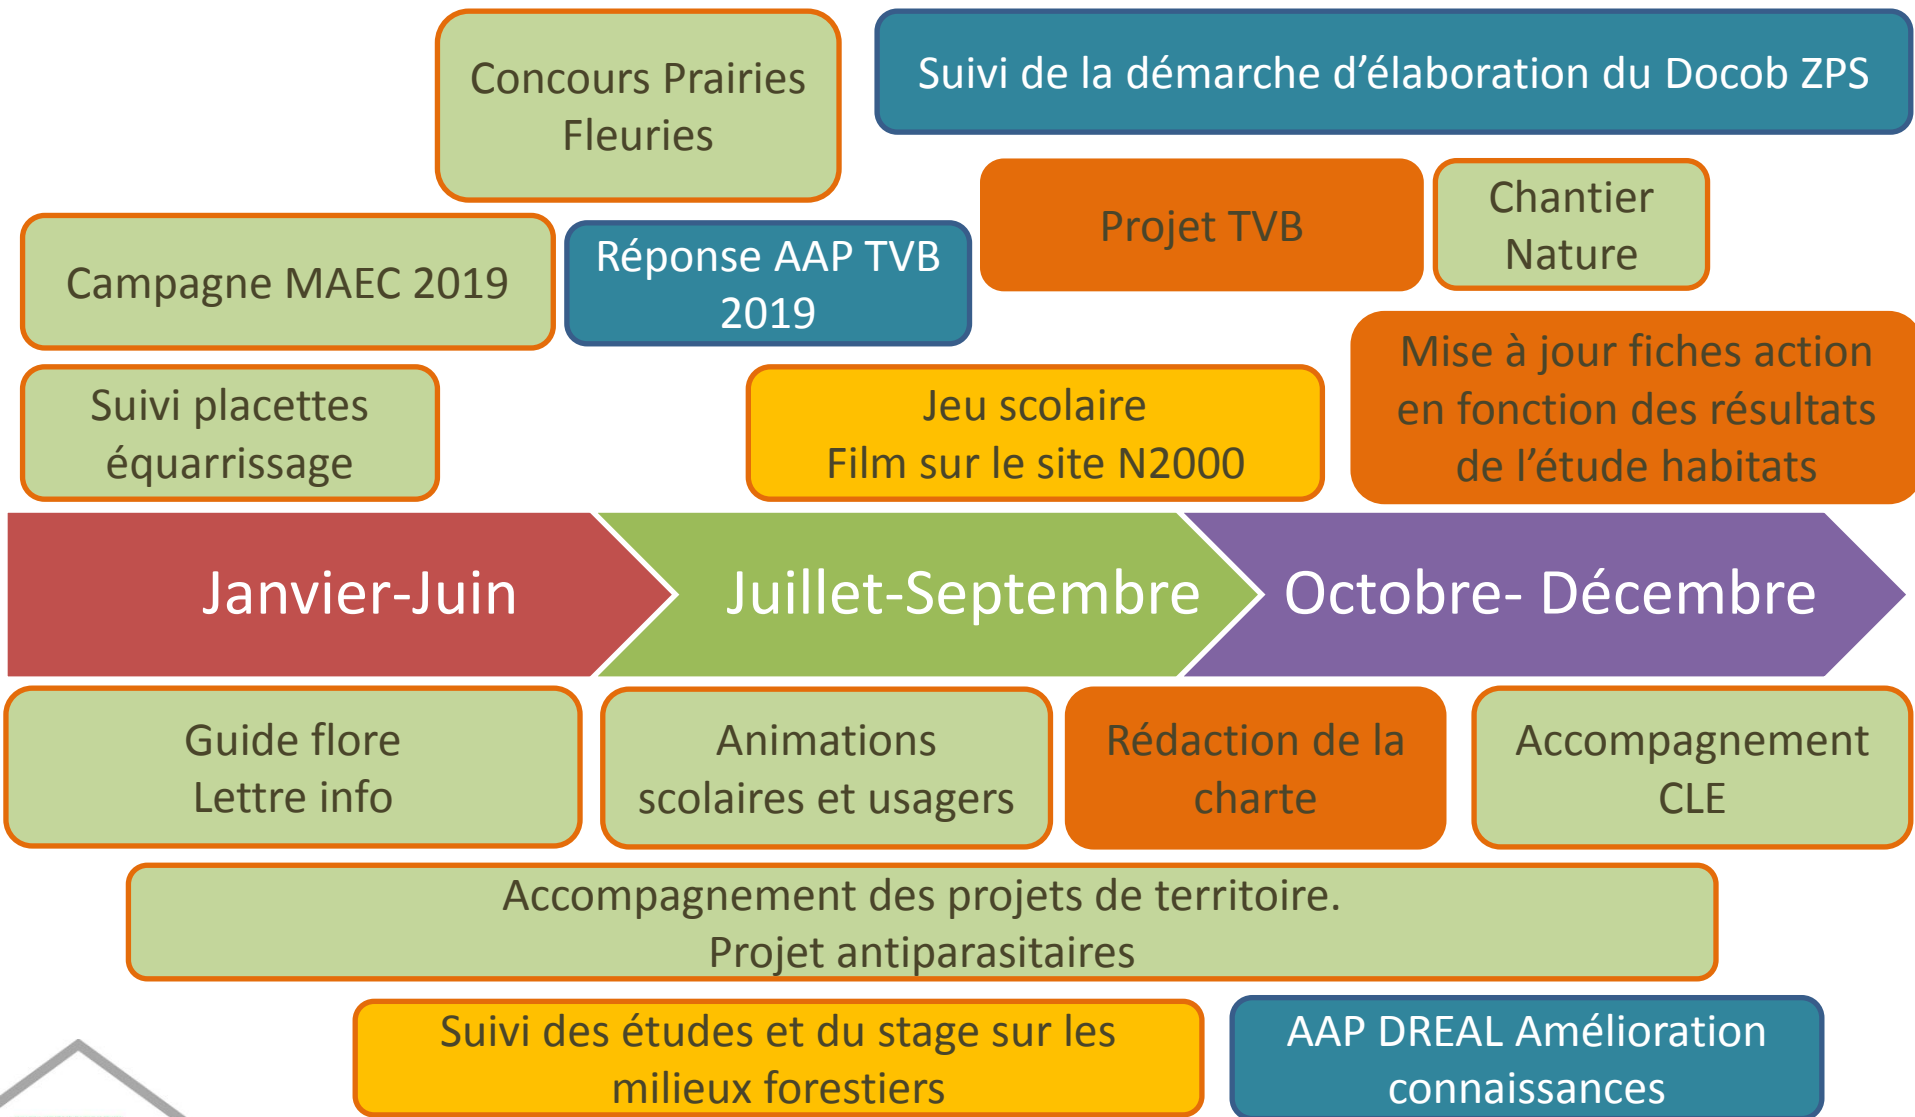 Concours Prairies
Fleuries
Suivi de la démarche d’élaboration du Docob ZPS
Campagne MAEC 2019
Réponse AAP TVB
2019
Projet TVB
Chantier
Nature
Suivi placettes
équarrissage
Jeu scolaire
Film sur le site N2000
Mise à jour fiches action
en fonction des résultats
de l’étude habitats
Janvier-Juin
Juillet-Septembre
Octobre- Décembre
Guide flore
Lettre info
Animations
scolaires et usagers
Rédaction de la
charte
Accompagnement
CLE
Accompagnement des projets de territoire.
Projet antiparasitaires
Suivi des études et du stage sur les
milieux forestiers
AAP DREAL Amélioration
connaissances